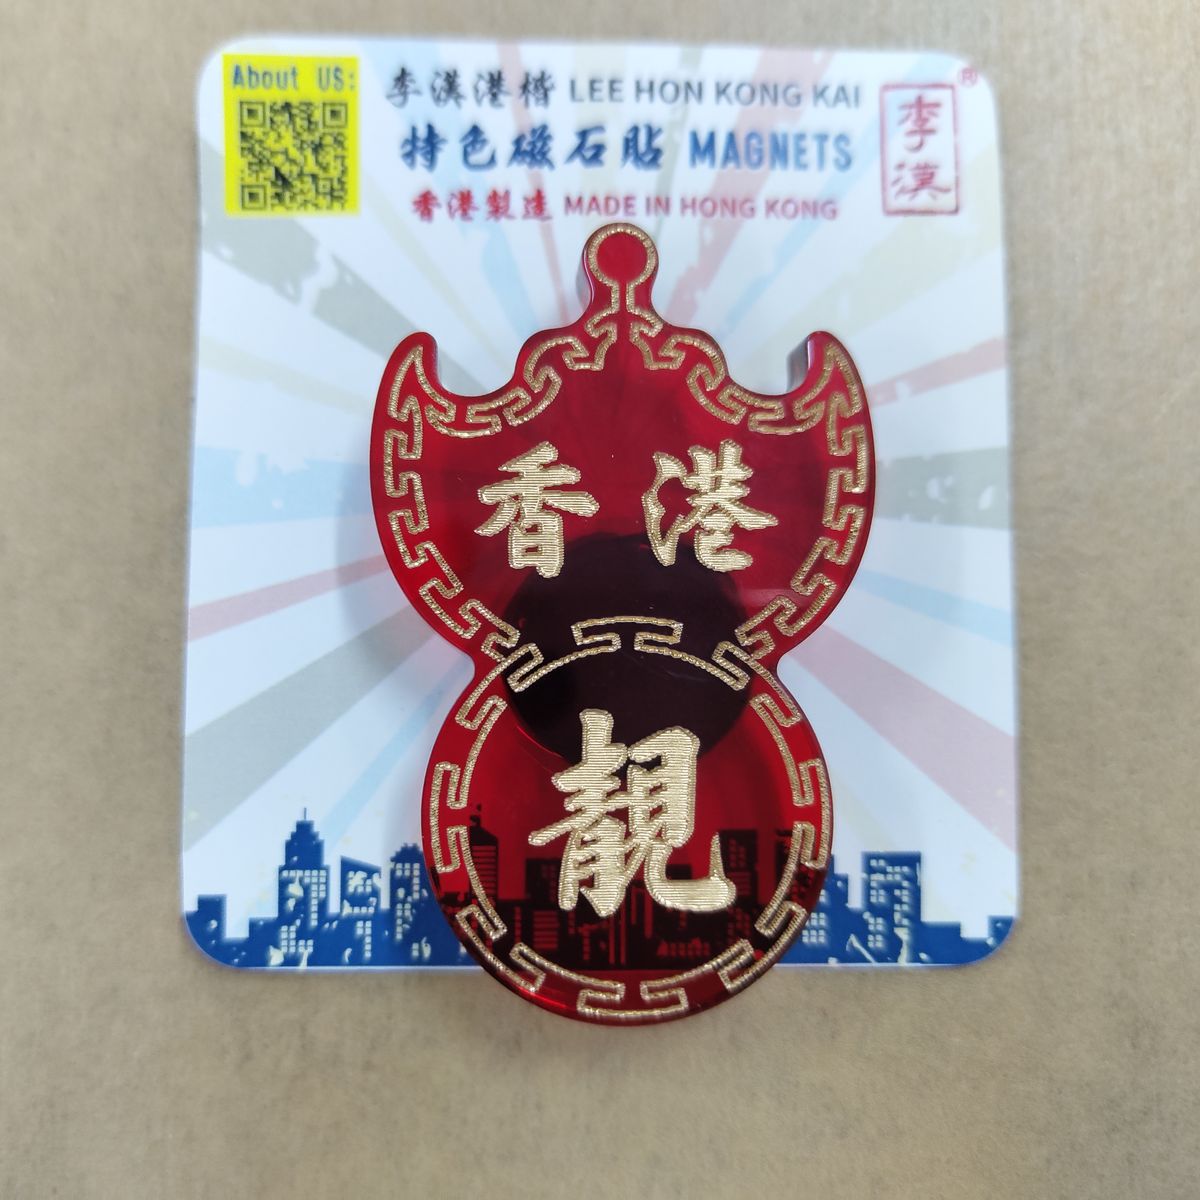 About US:
李漢港楷 LEE HON KONG KAI
特色磁石貼 MAGNETS
香港製造 MADE IN HONG KONG
李漢
®
香港
靚